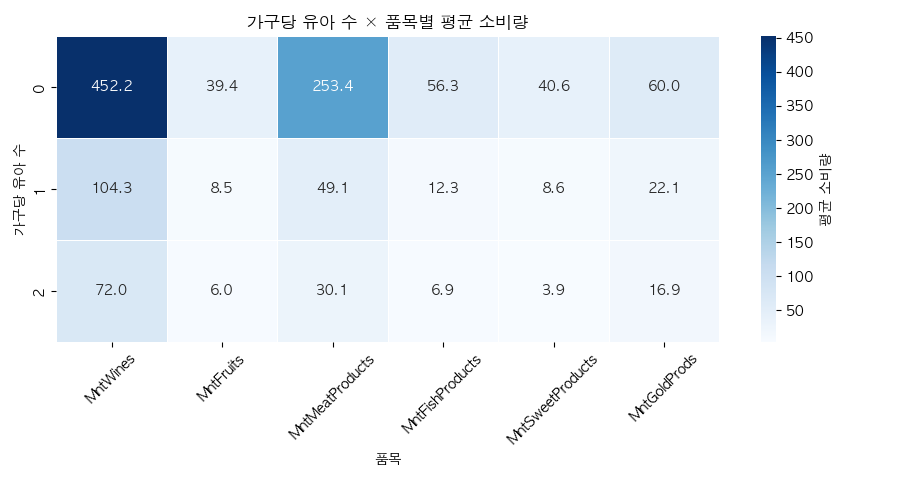 가구당 유아 수 × 품목별 평균 소비량
가구당 유아 수
0
452.2 39.4 253.4 56.3 40.6 60.0
1
104.3 8.5 49.1 12.3 8.6 22.1
2
72.0 6.0 30.1 6.9 3.9 16.9
MntWines MntFruits MntMeatProducts MntFishProducts MntSweetProducts MntGoldProds
품목
450
400
350
300
250
200
150
100
50
평균 소비량